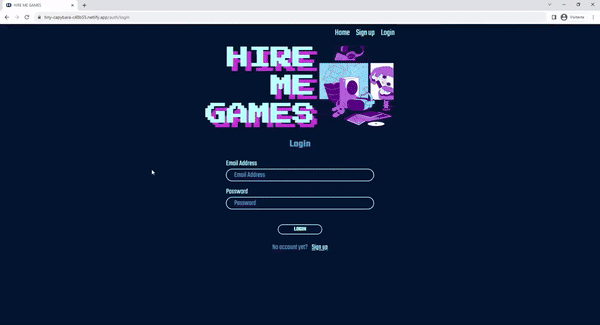 HIRE ME GAMES
tiny-capybara-c49b55.netlify.app/auth/login
Home Sign up Login
HIRE
ME
GAMES
Login
Email Address
Email Address
Password
Password
LOGIN
No account yet? Sign up